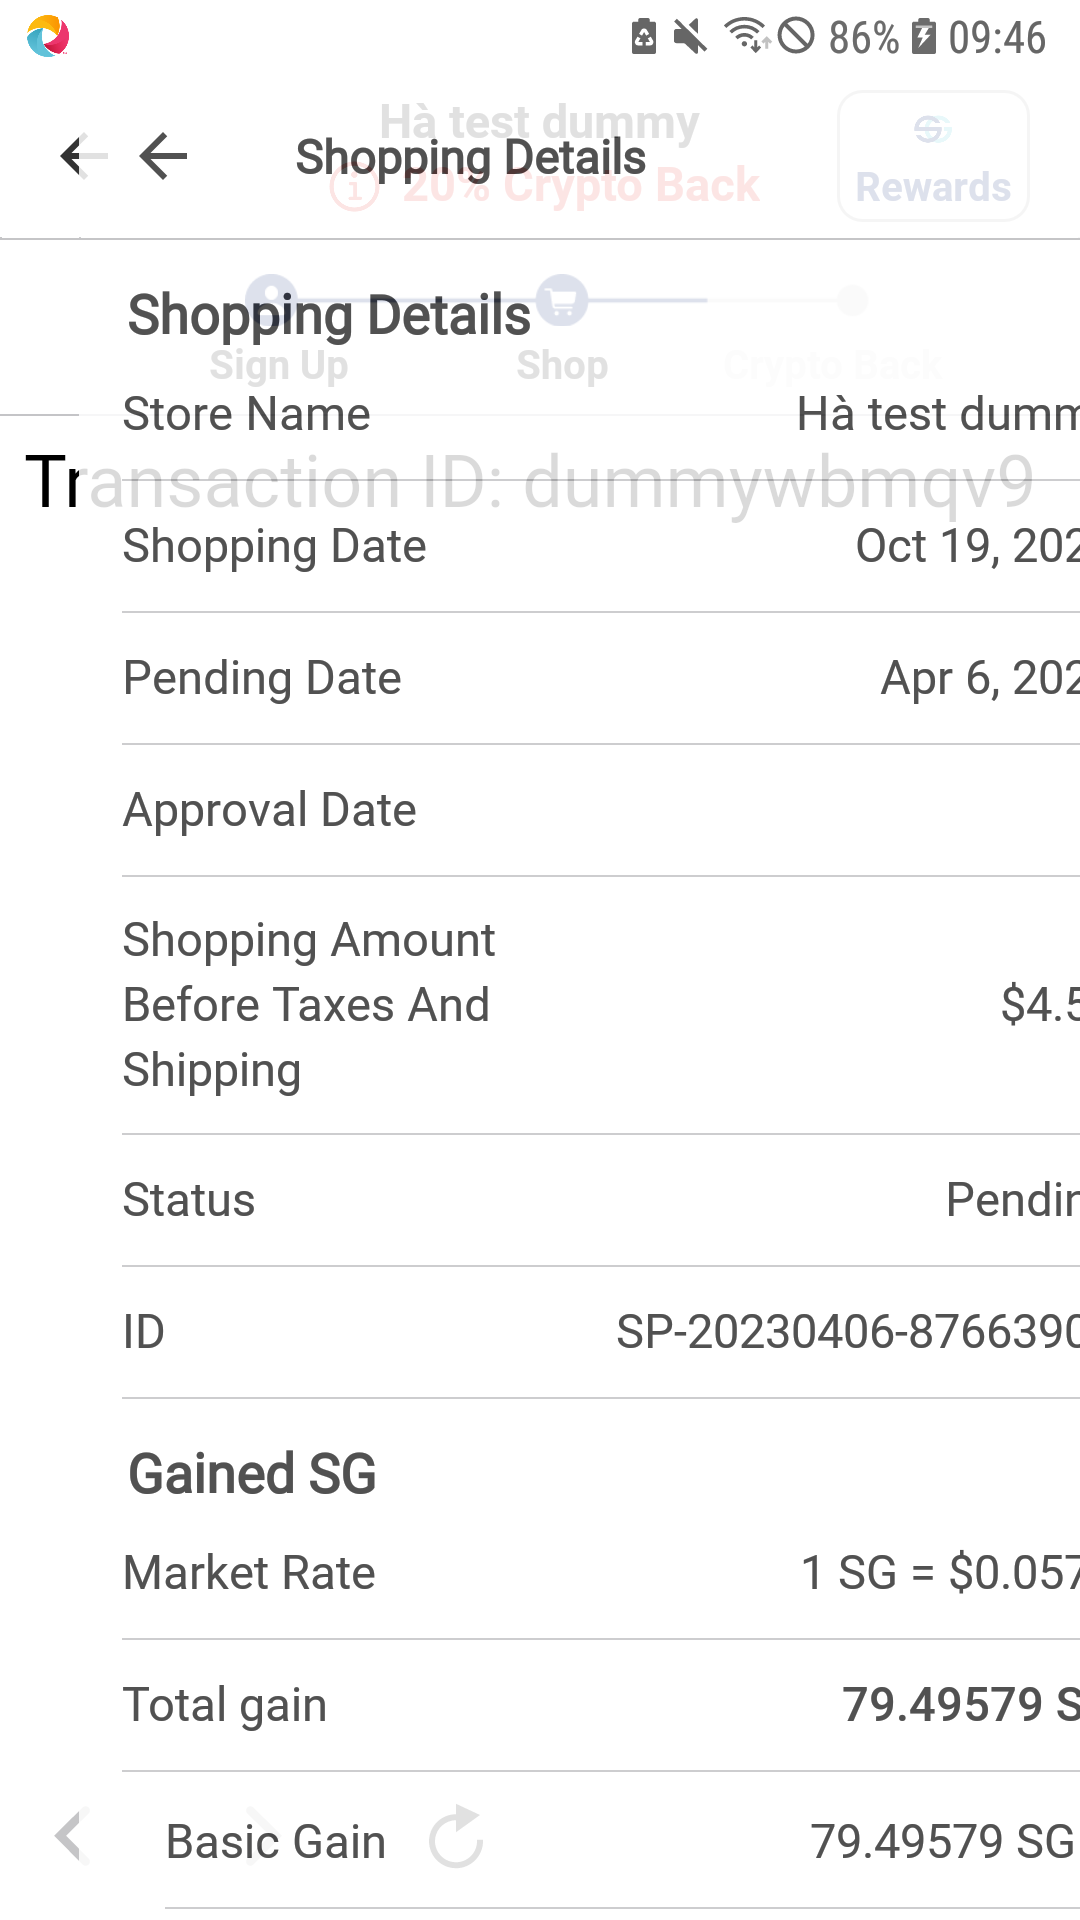 86% 09:46
Hà test dummy
Shopping Details
20% Crypto Back
Rewards
Shopping Details
Sign Up Shop Crypto Back
Store Name Hà test dumm
Transaction ID: dummywbmqv9
Shopping Date Oct 19, 202
Pending Date Apr 6, 202
Approval Date
Shopping Amount
Before Taxes And $4.5
Shipping
Status Pendin
ID SP-20230406-8766390
Gained SG
Market Rate 1 SG = $0.057
Total gain 79.49579 S
Basic Gain 79.49579 SG